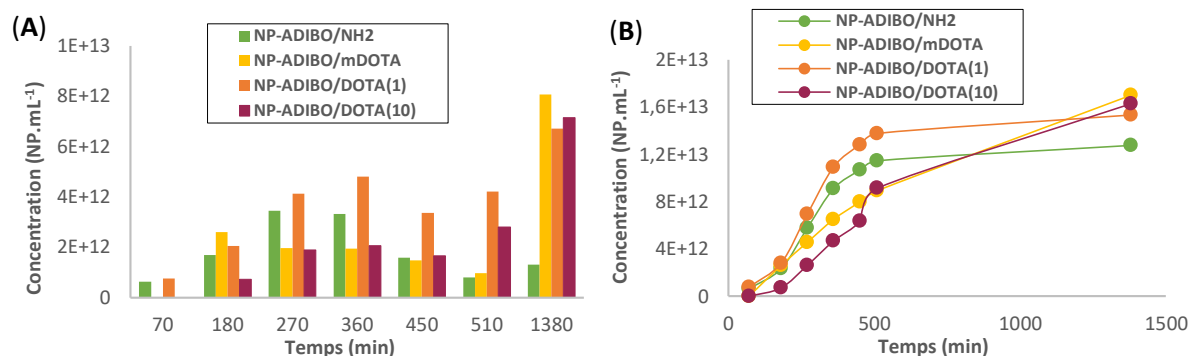 (A)
NP-ADIBO/NH2
NP-ADIBO/mDOTA
NP-ADIBO/DOTA(1)
NP-ADIBO/DOTA(10)
Concentration (NP.mL-1)
1E+13
8E+12
6E+12
4E+12
2E+12
0
70 180 270 360 450 510 1380
Temps (min)
(B)
NP-ADIBO/NH2
NP-ADIBO/mDOTA
NP-ADIBO/DOTA(1)
NP-ADIBO/DOTA(10)
Concentration (NP.mL-1)
2E+13
1,6E+13
1,2E+13
8E+12
4E+12
0
0 500 1000 1500
Temps (min)